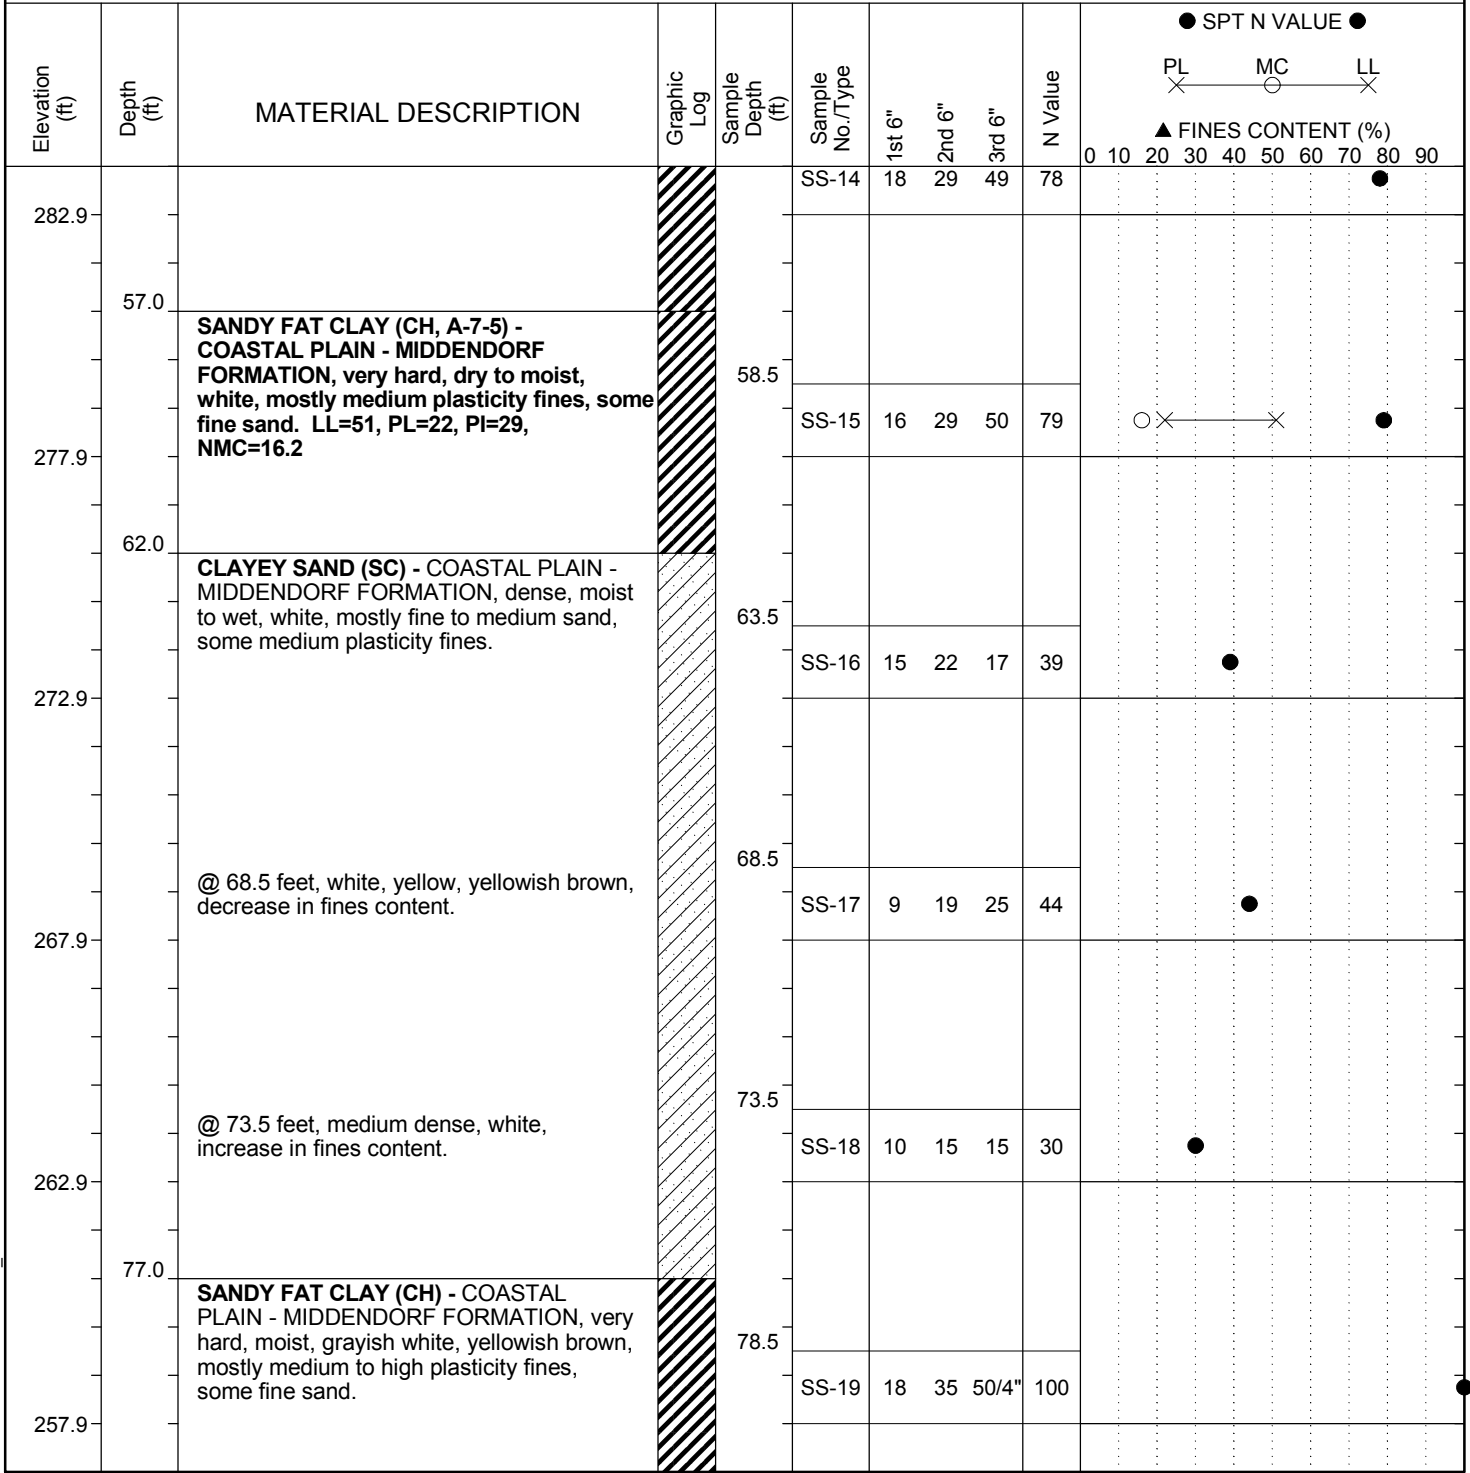 Elevation (ft)
Depth (ft)
MATERIAL DESCRIPTION
Graphic Log
Sample Depth (ft)
Sample No./Type
1st 6"
2nd 6"
3rd 6"
N Value
● SPT N VALUE ●
PL MC LL
▲ FINES CONTENT (%)
0 10 20 30 40 50 60 70 80 90
SS-14 18 29 49 78
282.9
57.0
SANDY FAT CLAY (CH, A-7-5) -
COASTAL PLAIN - MIDDENDORF
FORMATION, very hard, dry to moist,
white, mostly medium plasticity fines, some
fine sand. LL=51, PL=22, PI=29,
NMC=16.2
58.5
SS-15 16 29 50 79
277.9
62.0
CLAYEY SAND (SC) - COASTAL PLAIN -
MIDDENDORF FORMATION, dense, moist
to wet, white, mostly fine to medium sand,
some medium plasticity fines.
63.5
SS-16 15 22 17 39
272.9
68.5
@ 68.5 feet, white, yellow, yellowish brown,
decrease in fines content.
SS-17 9 19 25 44
267.9
73.5
@ 73.5 feet, medium dense, white,
increase in fines content.
SS-18 10 15 15 30
262.9
77.0
SANDY FAT CLAY (CH) - COASTAL
PLAIN - MIDDENDORF FORMATION, very
hard, moist, grayish white, yellowish brown,
mostly medium to high plasticity fines,
some fine sand.
78.5
SS-19 18 35 50/4" 100
257.9